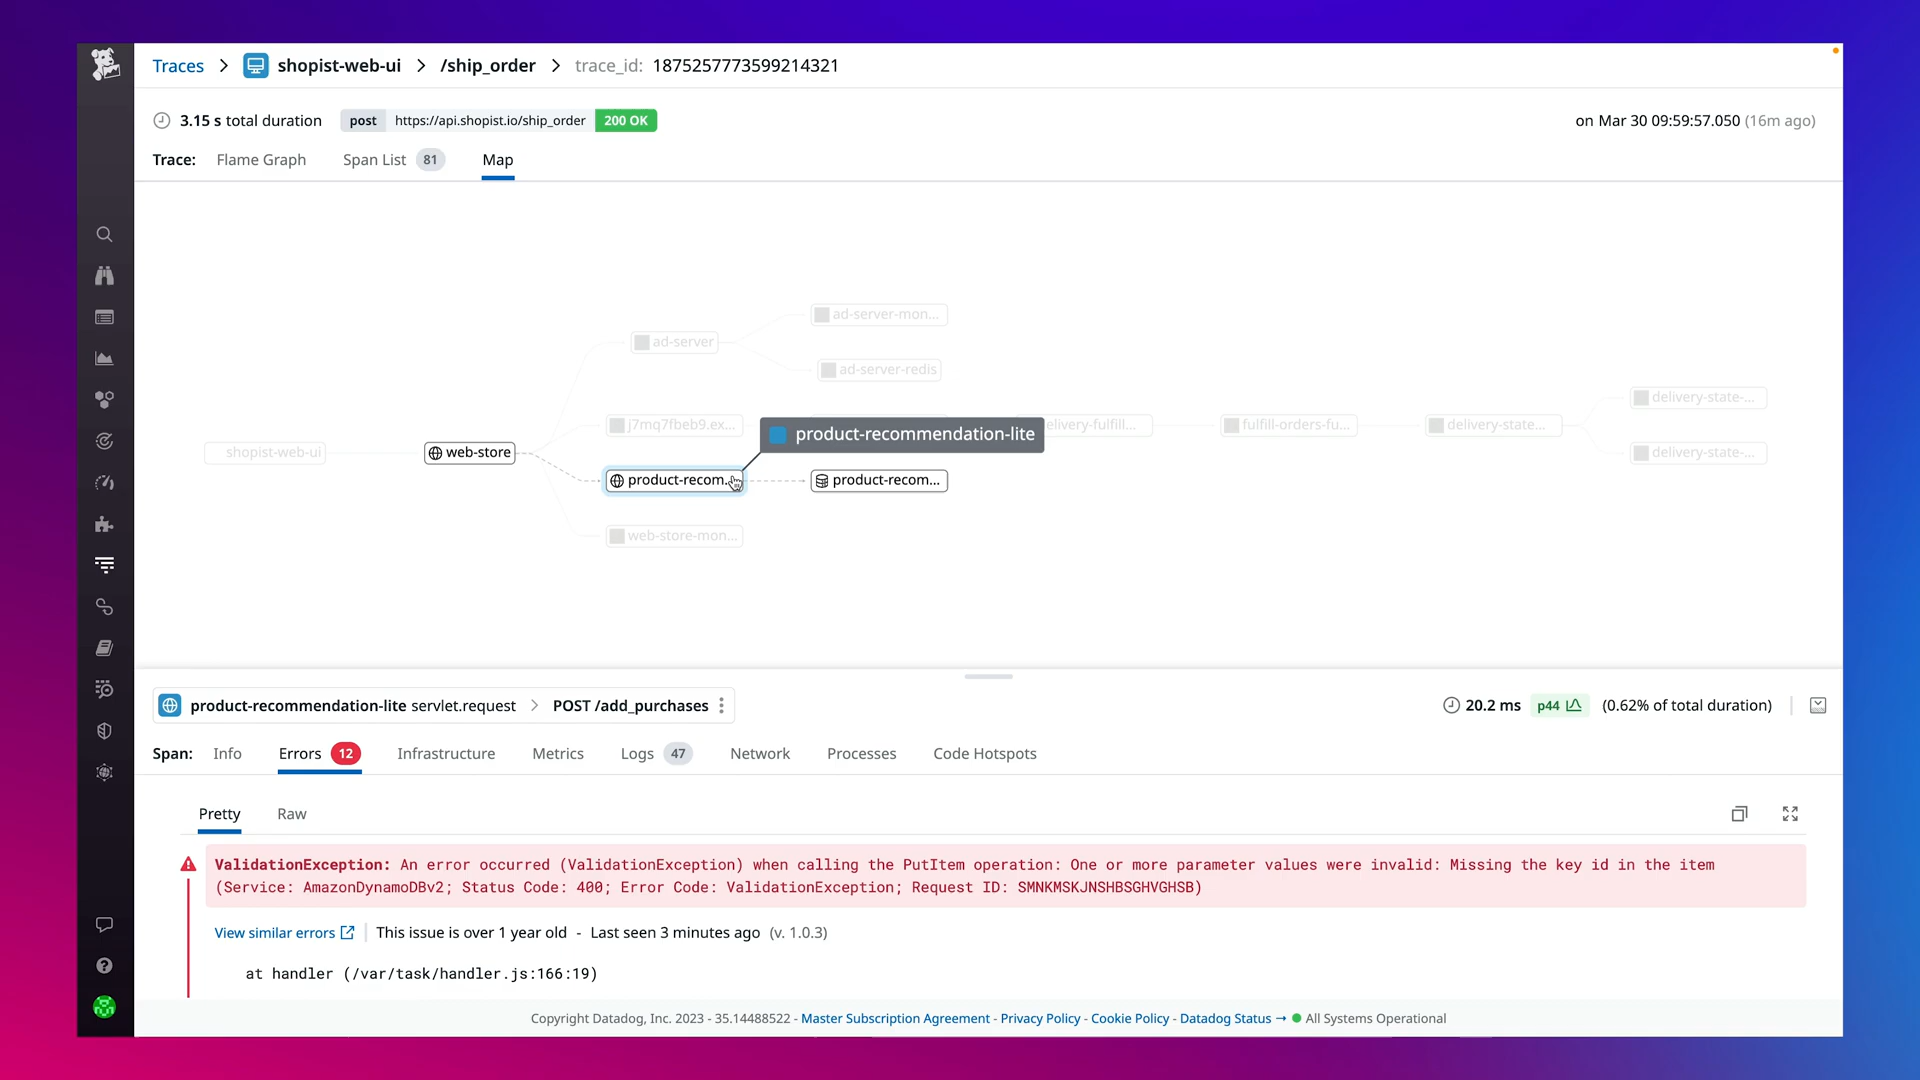 Traces > shopist-web-ui > /ship_order > trace_id: 1875257773599214321
3.15 s total duration post https://api.shopist.io/ship_order 200 OK on Mar 30 09:59:57.050 (16m ago)
Trace: Flame Graph Span List 81 Map
ad-server-mon...
ad-server
ad-server-redis
delivery-state-...
j7mq7fbeb9.ex...
elivery-fulfill...
fulfill-orders-fu...
delivery-state...
product-recommendation-lite
shopist-web-ui
web-store
delivery-state-...
product-recom...
product-recom...
web-store-mon...
product-recommendation-lite servlet.request > POST /add_purchases 20.2 ms p44 (0.62% of total duration)
Span: Info Errors 12 Infrastructure Metrics Logs 47 Network Processes Code Hotspots
Pretty Raw
ValidationException: An error occurred (ValidationException) when calling the PutItem operation: One or more parameter values were invalid: Missing the key id in the item
(Service: AmazonDynamoDBv2; Status Code: 400; Error Code: ValidationException; Request ID: SMNKMSKJNSHBSGHVGHSB)
View similar errors This issue is over 1 year old - Last seen 3 minutes ago (v. 1.0.3)
at handler (/var/task/handler.js:166:19)
Copyright Datadog, Inc. 2023 - 35.14488522 - Master Subscription Agreement - Privacy Policy - Cookie Policy - Datadog Status → All Systems Operational